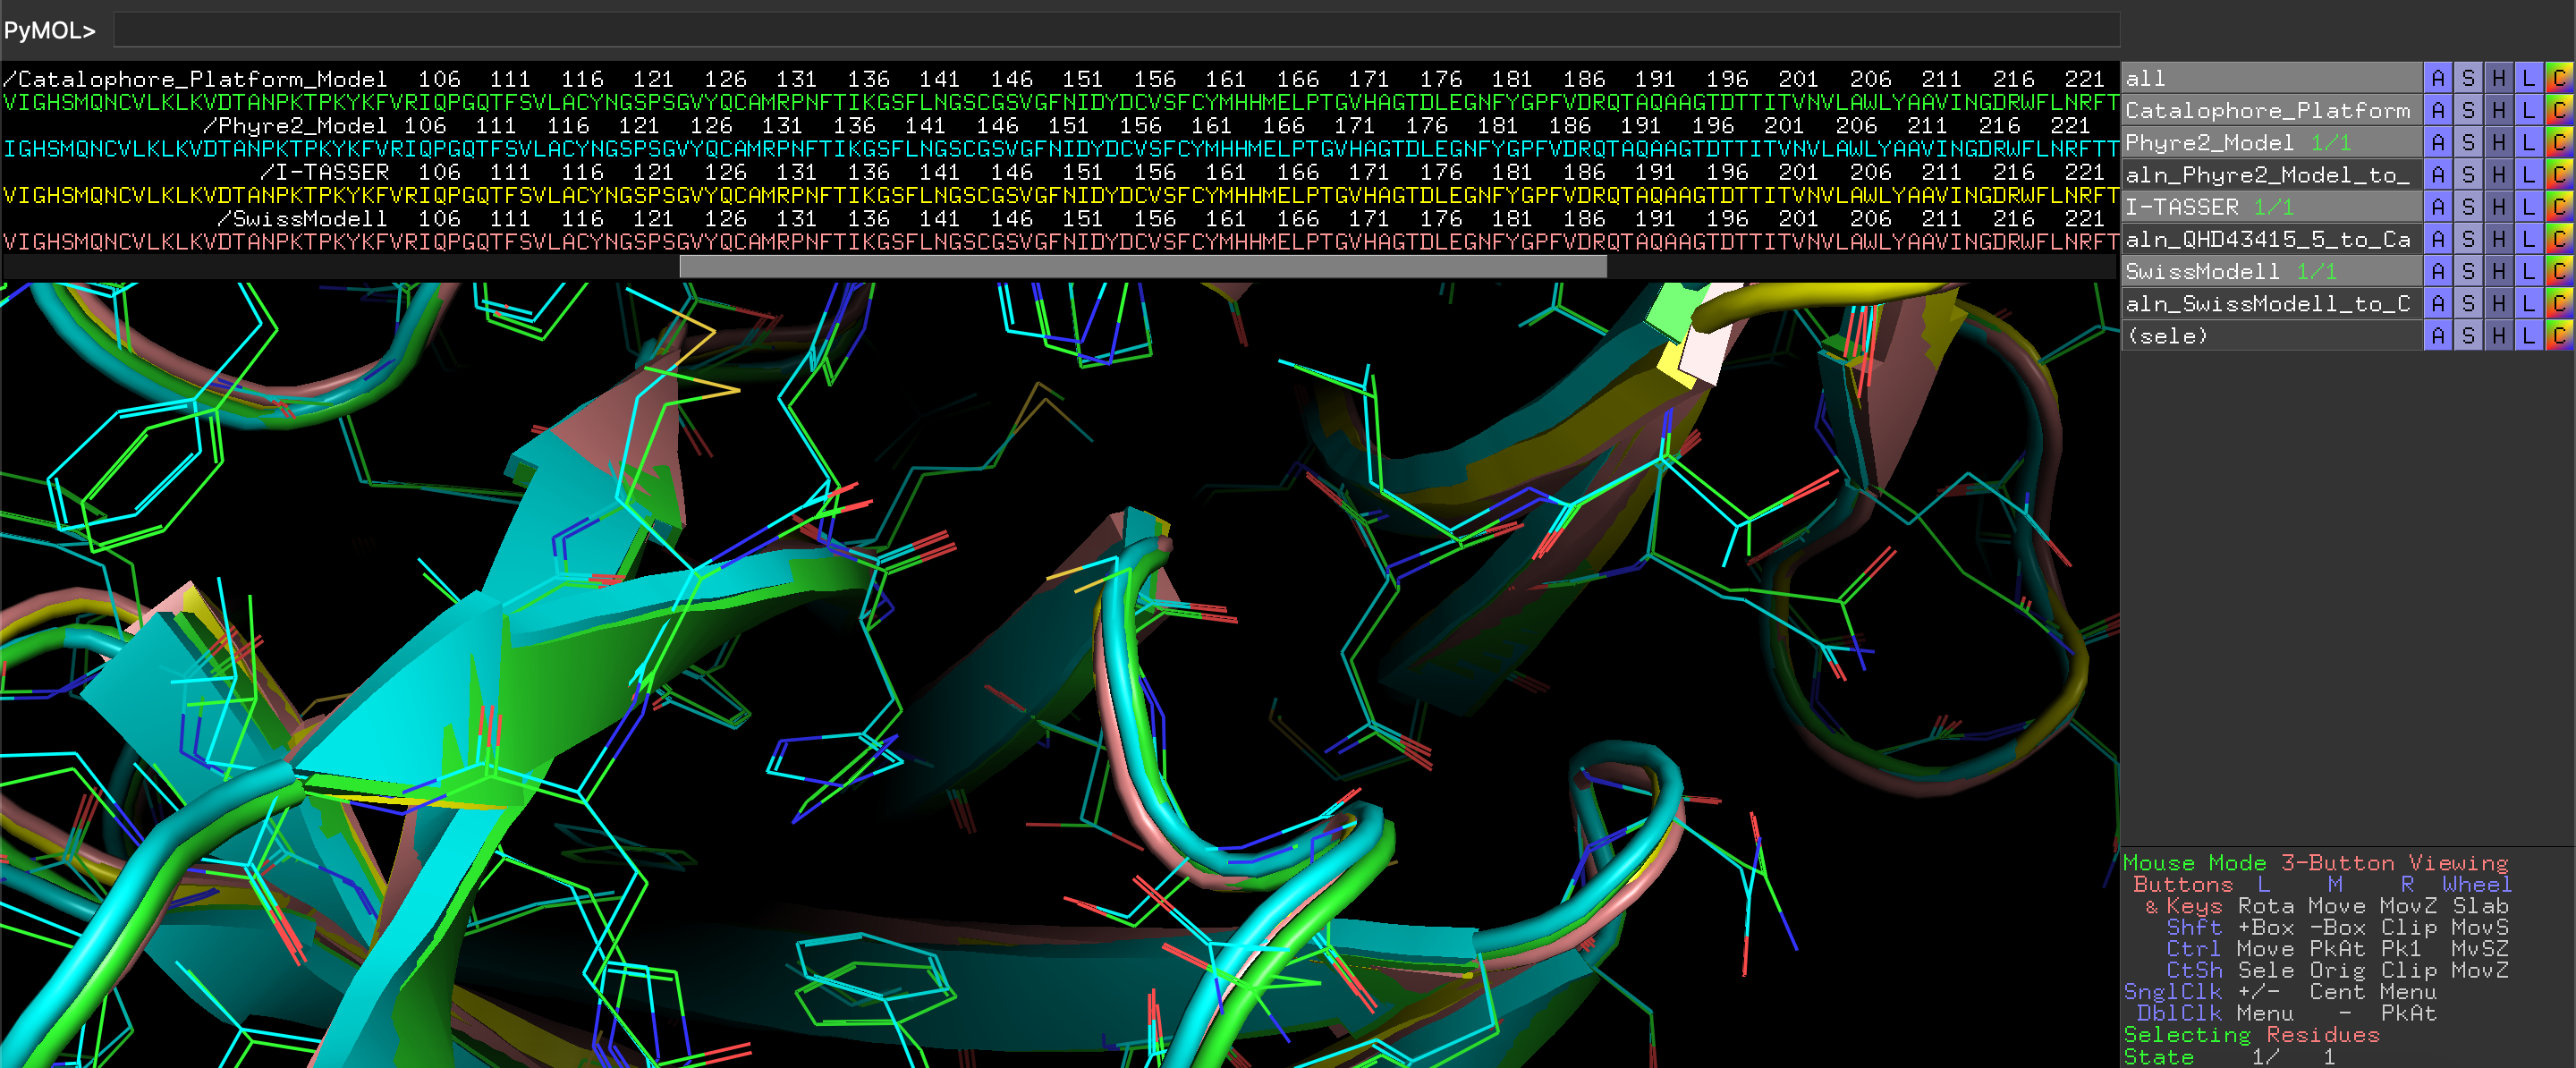 PyMOL>
/Catalophore_Platform_Model 106 111 116 121 126 131 136 141 146 151 156 161 166 171 176 181 186 191 196 201 206 211 216 221
VIGHSMQNCVLKLKVDTANPKTPKYKFVRIQPGQTFSVLACYNGSPSGVYQCAMRPNFTIKGSFLNGSCGSVGFNIDYDCVSFCYMHHMELPTGVHAGTDLEGNFYGPFVDRQTAQAAGTDTTITVNVLAWLYAAVINGDRWFLNRFT
/Phyre2_Model 106 111 116 121 126 131 136 141 146 151 156 161 166 171 176 181 186 191 196 201 206 211 216 221
IGHSMQNCVLKLKVDTANPKTPKYKFVRIQPGQTFSVLACYNGSPSGVYQCAMRPNFTIKGSFLNGSCGSVGFNIDYDCVSFCYMHHMELPTGVHAGTDLEGNFYGPFVDRQTAQAAGTDTTITVNVLAWLYAAVINGDRWFLNRFTT
/I-TASSER 106 111 116 121 126 131 136 141 146 151 156 161 166 171 176 181 186 191 196 201 206 211 216 221
VIGHSMQNCVLKLKVDTANPKTPKYKFVRIQPGQTFSVLACYNGSPSGVYQCAMRPNFTIKGSFLNGSCGSVGFNIDYDCVSFCYMHHMELPTGVHAGTDLEGNFYGPFVDRQTAQAAGTDTTITVNVLAWLYAAVINGDRWFLNRFT
/SwissModell 106 111 116 121 126 131 136 141 146 151 156 161 166 171 176 181 186 191 196 201 206 211 216 221
VIGHSMQNCVLKLKVDTANPKTPKYKFVRIQPGQTFSVLACYNGSPSGVYQCAMRPNFTIKGSFLNGSCGSVGFNIDYDCVSFCYMHHMELPTGVHAGTDLEGNFYGPFVDRQTAQAAGTDTTITVNVLAWLYAAVINGDRWFLNRFT
all A S H L C
Catalophore_Platform A S H L C
Phyre2_Model 1/1 A S H L C
aln_Phyre2_Model_to_ A S H L C
I-TASSER 1/1 A S H L C
aln_QHD43415_5_to_Ca A S H L C
SwissModell 1/1 A S H L C
aln_SwissModell_to_C A S H L C
(sele) A S H L C
Mouse Mode 3-Button Viewing
Buttons L M R Wheel
& Keys Rota Move MovZ Slab
Shft +Box -Box Clip MovS
Ctrl Move PkAt Pk1 MvSZ
CtSh Sele Orig Clip MovZ
SnglClk +/- Cent Menu
DblClk Menu - PkAt
Selecting Residues
State 1/ 1